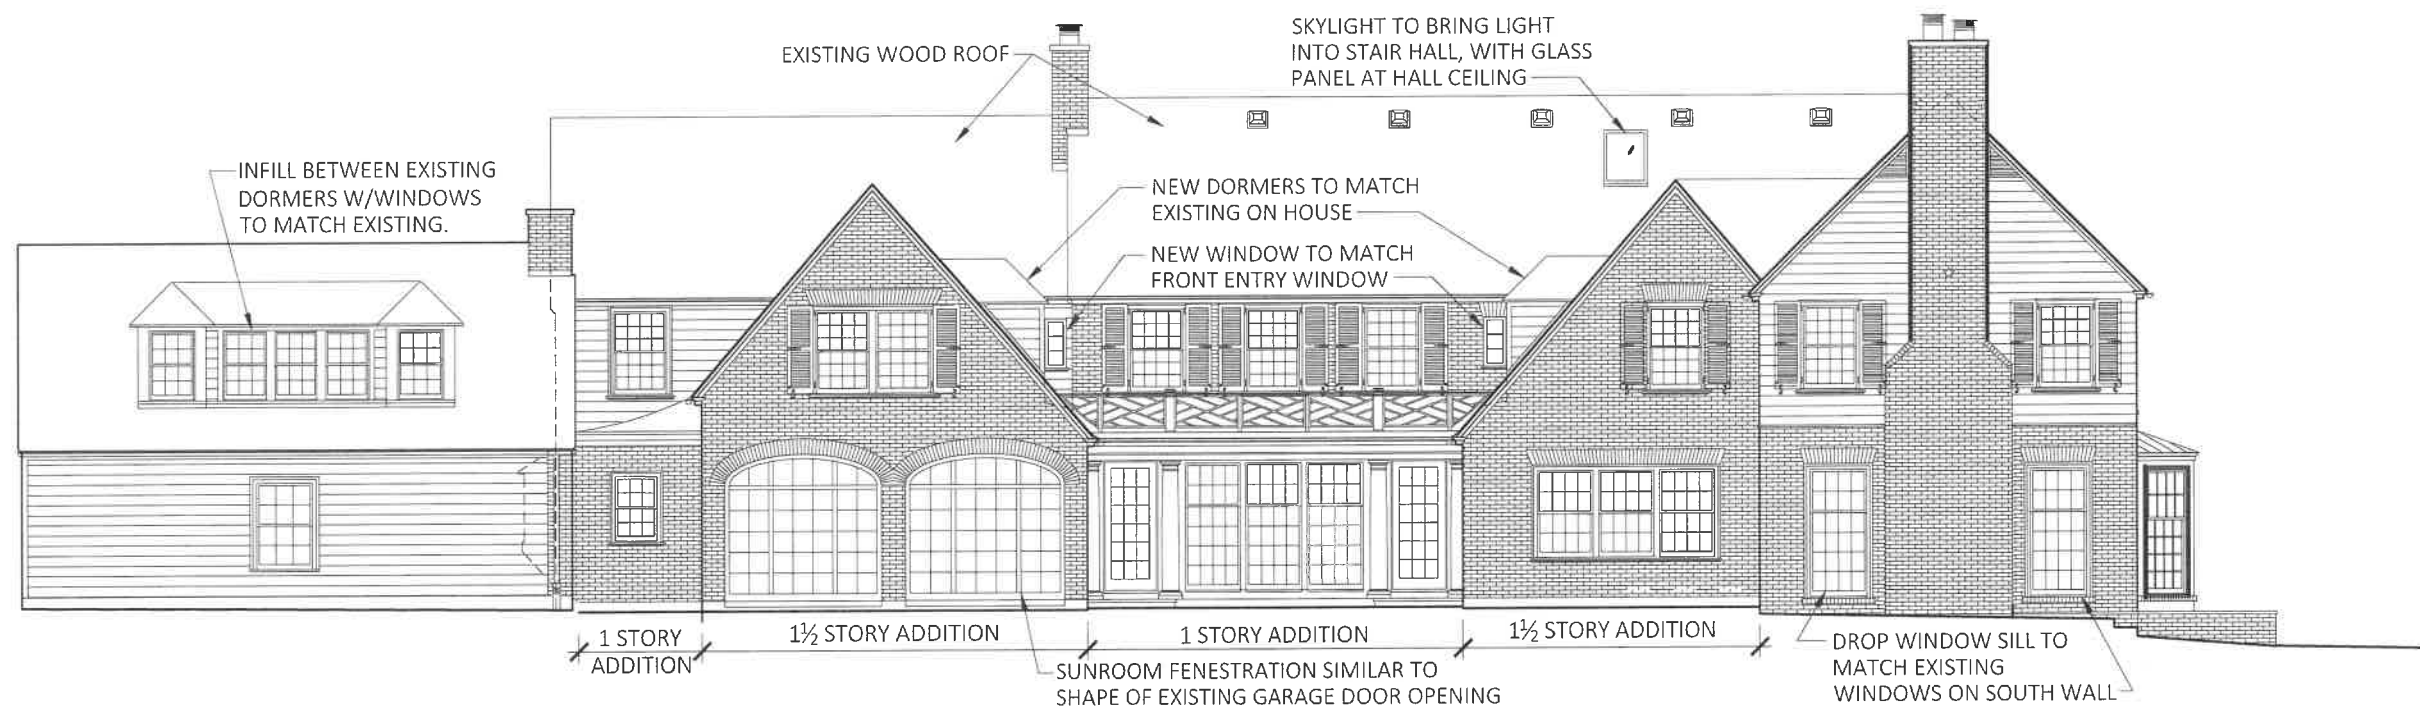 EXISTING WOOD ROOF
SKYLIGHT TO BRING LIGHT
INTO STAIR HALL, WITH GLASS
PANEL AT HALL CEILING
INFILL BETWEEN EXISTING
DORMERS W/WINDOWS
TO MATCH EXISTING.
NEW DORMERS TO MATCH
EXISTING ON HOUSE
NEW WINDOW TO MATCH
FRONT ENTRY WINDOW
1 STORY
ADDITION
1½ STORY ADDITION
1 STORY ADDITION
1½ STORY ADDITION
SUNROOM FENESTRATION SIMILAR TO
SHAPE OF EXISTING GARAGE DOOR OPENING
DROP WINDOW SILL TO
MATCH EXISTING
WINDOWS ON SOUTH WALL